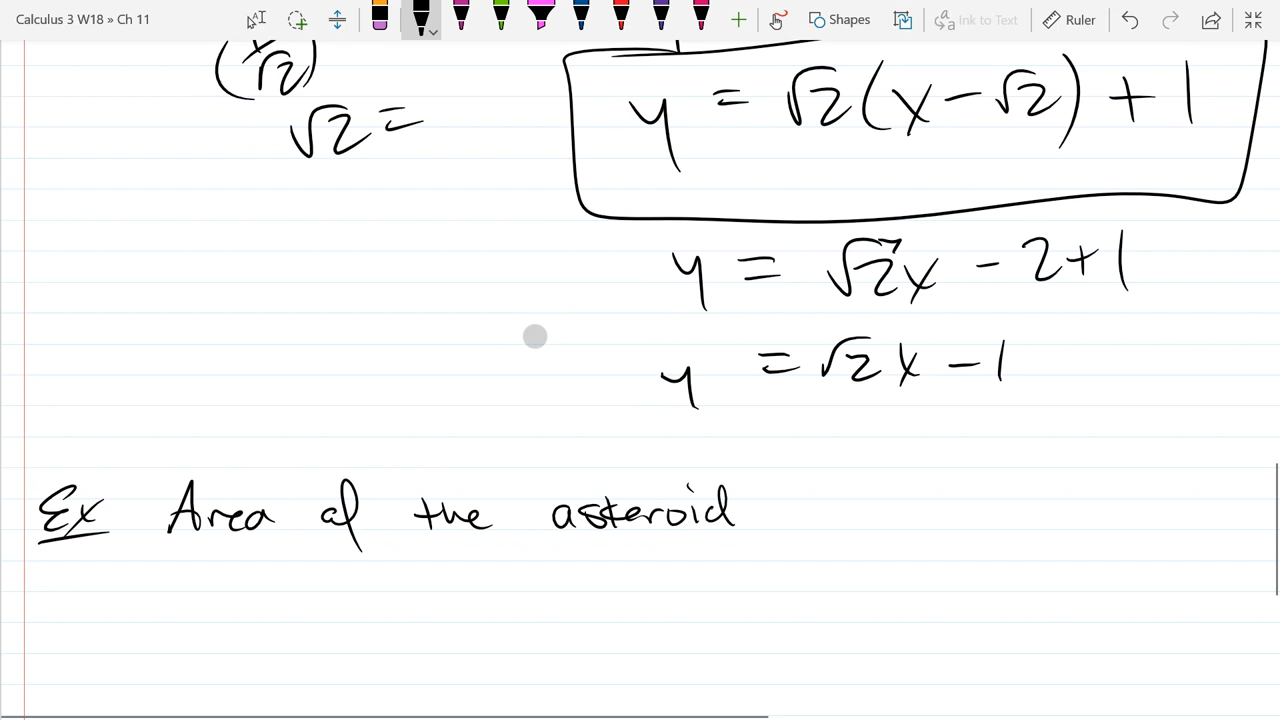 Calculus 3 W18 » Ch 11
Shapes
Ink to Text
Ruler
√2 =
y = √2(x - √2) + 1
y = √2x - 2+1
y = √2x - 1
Ex Area of the asteroid